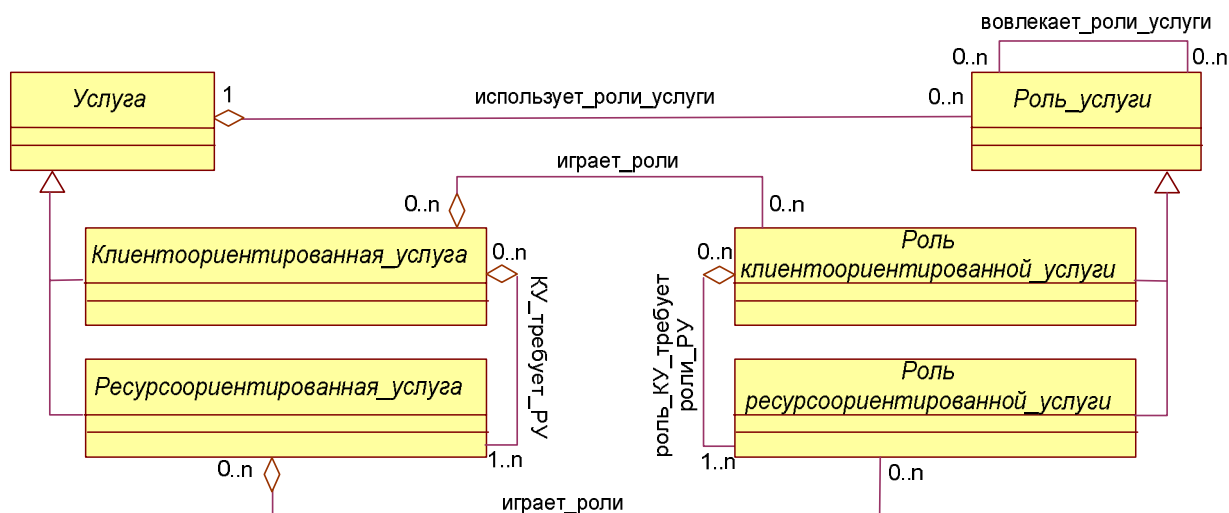 вовлекает_роли_услуги
0..n
0..n
Услуга
1
использует_роли_услуги
0..n
Роль_услуги
играет_роли
0..n
0..n
Клиентоориентированная_услуга
0..n
КУ_требует_РУ
0..n
Роль
клиентоориентированной_услуги
роль_КУ_требует
роли_РУ
Ресурсоориентированная_услуга
1..n
Роль
ресурсоориентированной_услуги
1..n
0..n
0..n
играет_роли